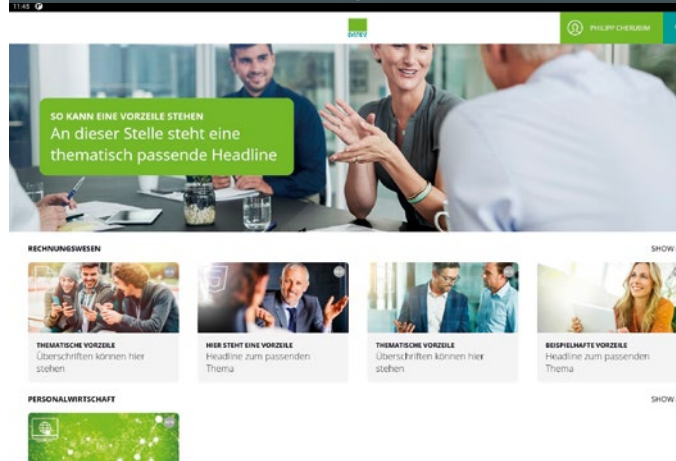 11:45
DATEV
PHILIPP CHERUBIM
SO KANN EINE VORZEILE STEHEN
An dieser Stelle steht eine
thematisch passende Headline
RECHNUNGSWESEN
SHOW
THEMATISCHE VORZEILE
Überschriften können hier
stehen
HIER STEHT EINE VORZEILE
Headline zum passenden
Thema
THEMATISCHE VORZEILE
Überschriften können hier
stehen
BEISPIELHAFTE VORZEILE
Headline zum passenden
Thema
PERSONALWIRTSCHAFT
SHOW